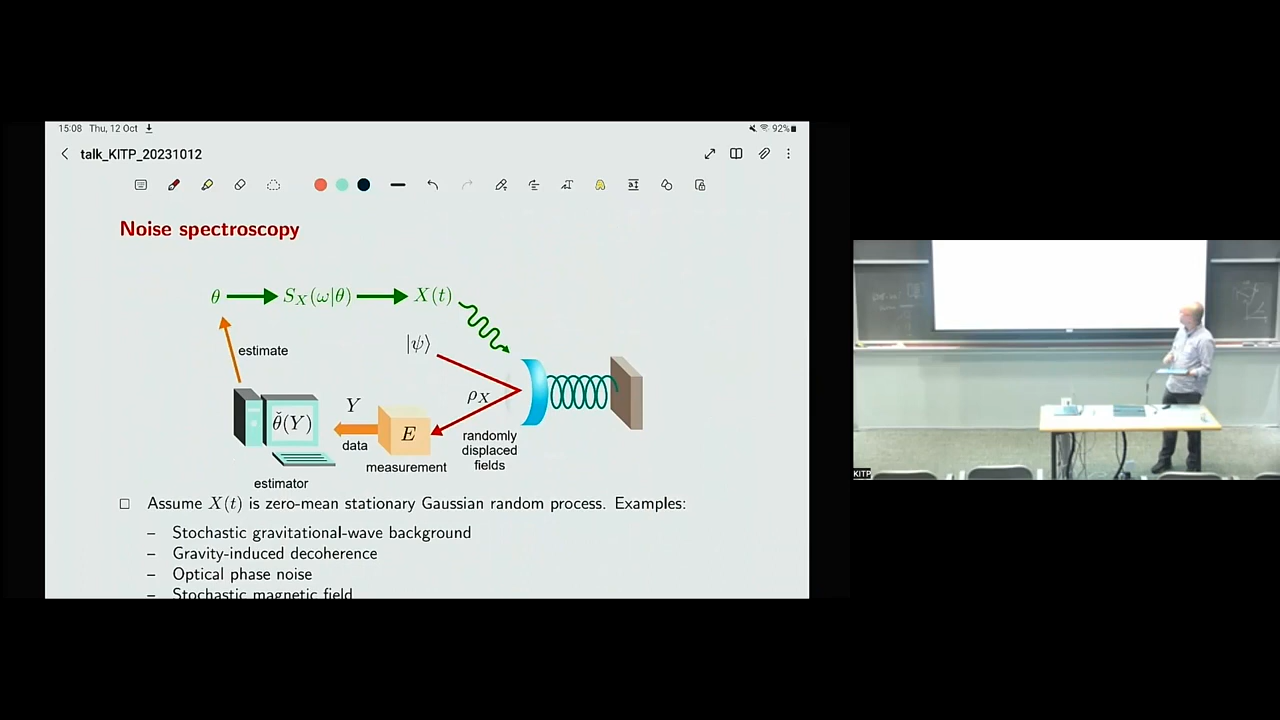 15:08 Thu, 12 Oct
92%
talk_KITP_20231012
Noise spectroscopy
θ S_X(ω|θ) X(t)
|ψ⟩
estimate
ρ_X
Y
θ̌(Y)
E
data
randomly
displaced
fields
measurement
estimator
□ Assume X(t) is zero-mean stationary Gaussian random process. Examples:
– Stochastic gravitational-wave background
– Gravity-induced decoherence
– Optical phase noise
– Stochastic magnetic field
KITP